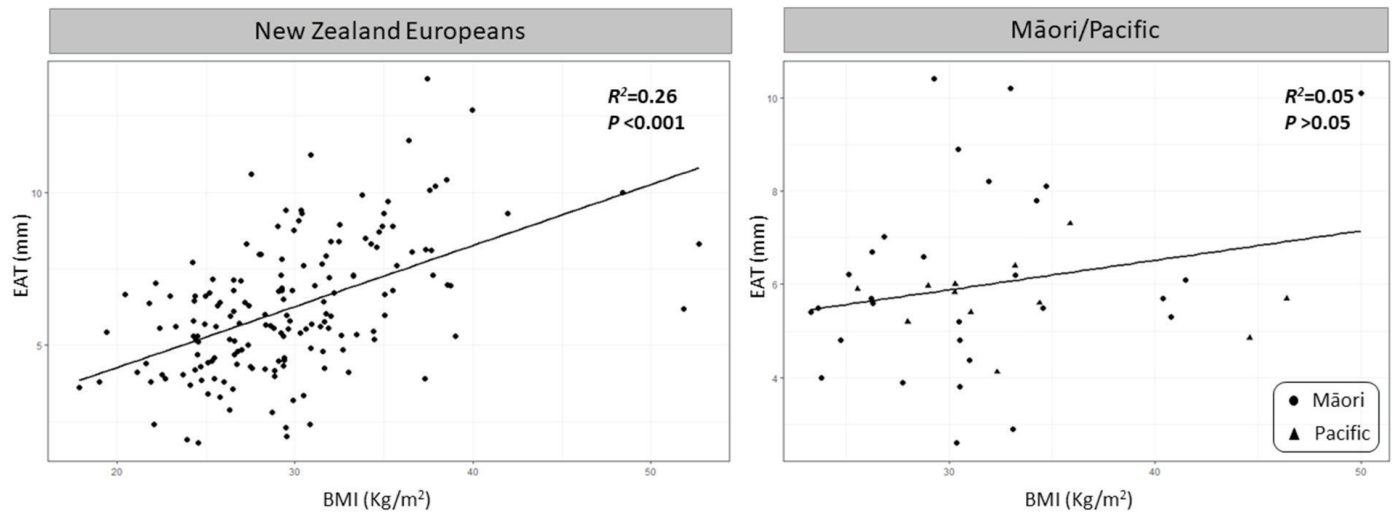 New Zealand Europeans
R²=0.26
P <0.001
10
5
EAT (mm)
20 30 40 50
BMI (Kg/m²)
Māori/Pacific
R²=0.05
P >0.05
10
8
6
4
EAT (mm)
Māori
Pacific
30 40 50
BMI (Kg/m²)